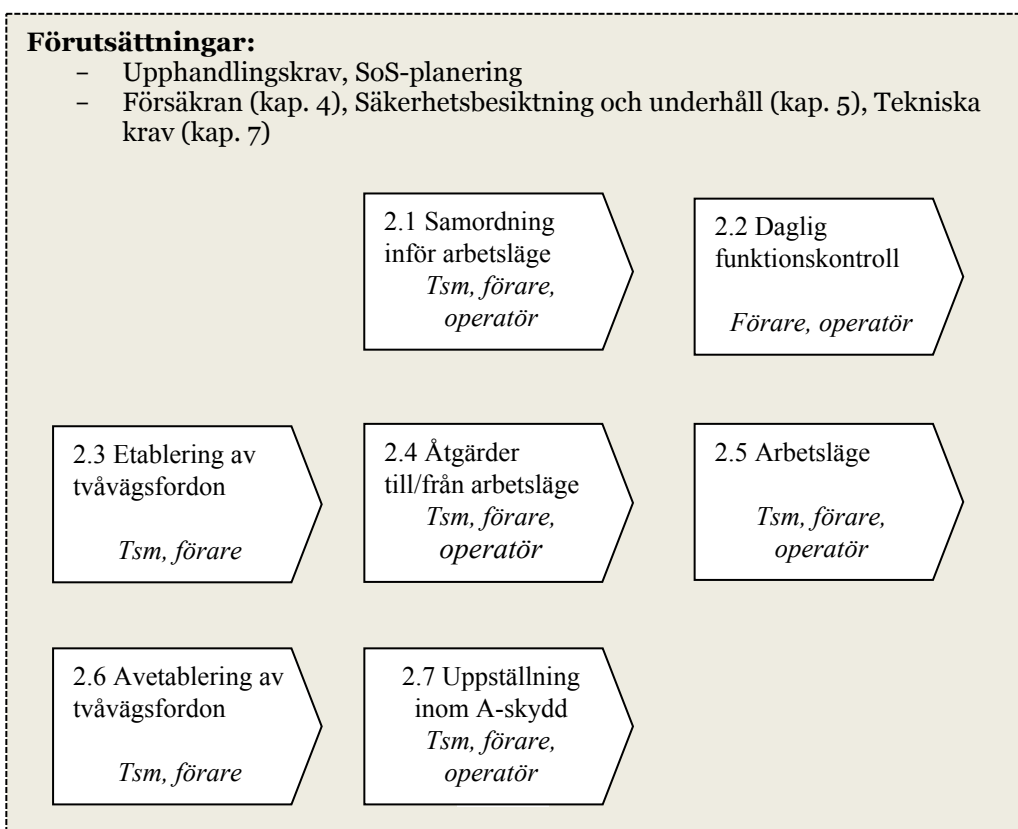 Förutsättningar:
– Upphandlingskrav, SoS-planering
– Försäkran (kap. 4), Säkerhetsbesiktning och underhåll (kap. 5), Tekniska
krav (kap. 7)
2.1 Samordning
inför arbetsläge
Tsm, förare,
operatör
2.2 Daglig
funktionskontroll
Förare, operatör
2.3 Etablering av
tvåvägsfordon
Tsm, förare
2.4 Åtgärder
till/från arbetsläge
Tsm, förare,
operatör
2.5 Arbetsläge
Tsm, förare,
operatör
2.6 Avetablering av
tvåvägsfordon
Tsm, förare
2.7 Uppställning
inom A-skydd
Tsm, förare,
operatör